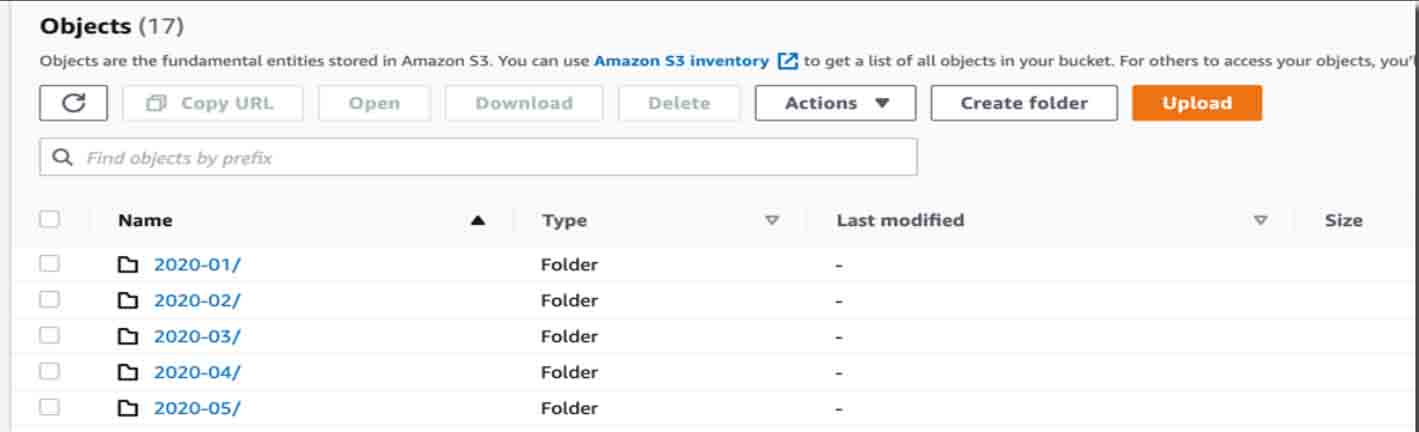 Objects (17)
Objects are the fundamental entities stored in Amazon S3. You can use Amazon S3 inventory to get a list of all objects in your bucket. For others to access your objects, you'l
Copy URL Open Download Delete Actions Create folder Upload
Find objects by prefix
Name Type Last modified Size
2020-01/ Folder -
2020-02/ Folder -
2020-03/ Folder -
2020-04/ Folder -
2020-05/ Folder -